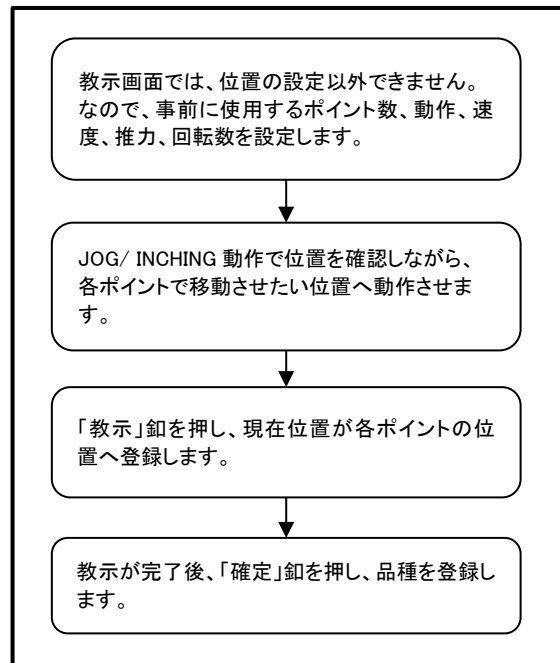 教示画面では、位置の設定以外できません。
なので、事前に使用するポイント数、動作、速
度、推力、回転数を設定します。
JOG/ INCHING 動作で位置を確認しながら、
各ポイントで移動させたい位置へ動作させま
す。
「教示」釦を押し、現在位置が各ポイントの位
置へ登録します。
教示が完了後、「確定」釦を押し、品種を登録し
ます。